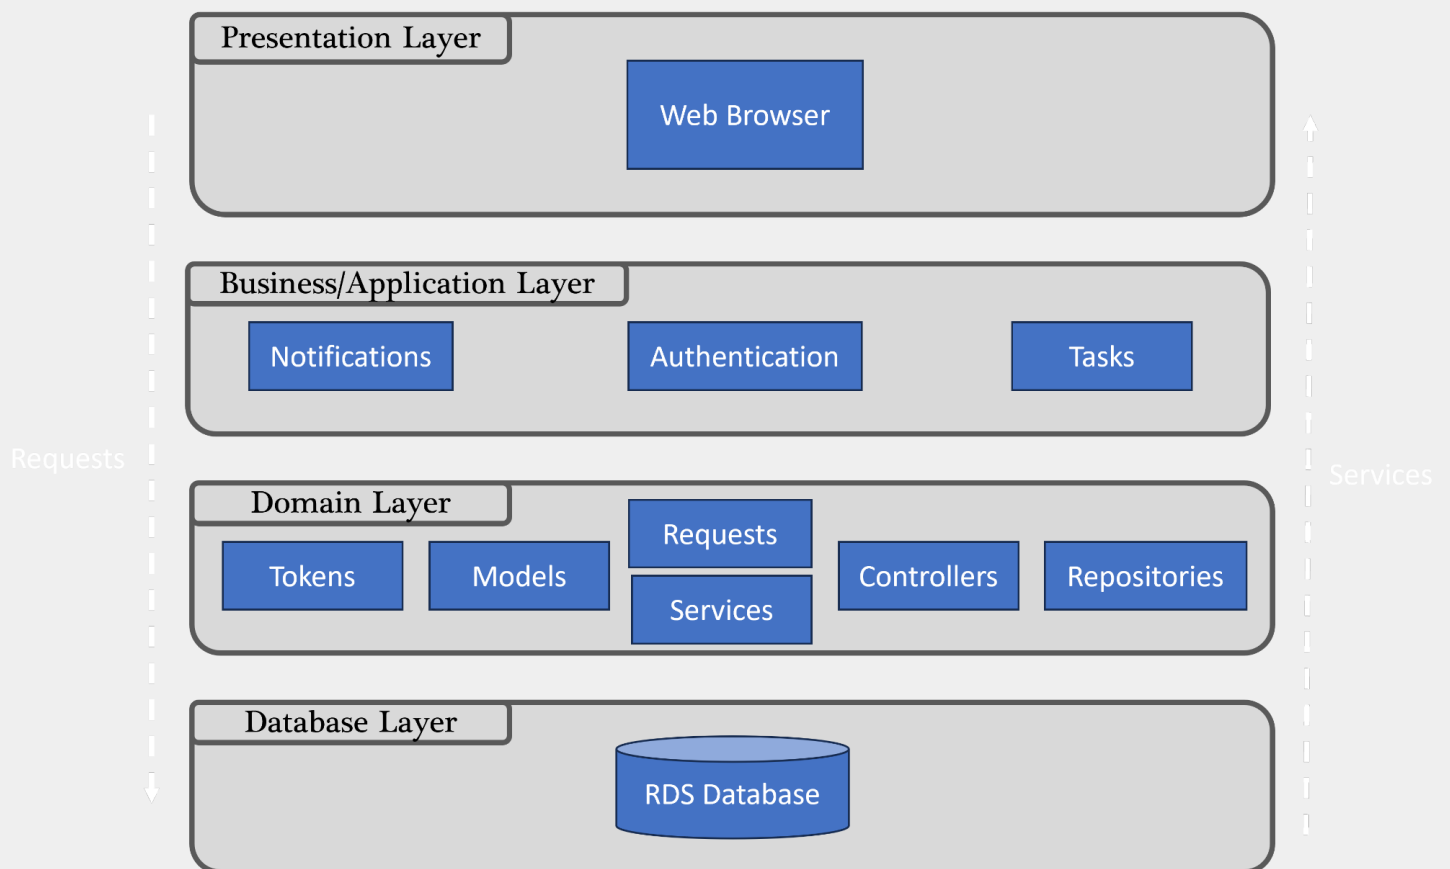 Presentation Layer
Web Browser
Business/Application Layer
Notifications
Authentication
Tasks
Requests
Services
Domain Layer
Tokens
Models
Requests
Services
Controllers
Repositories
Database Layer
RDS Database